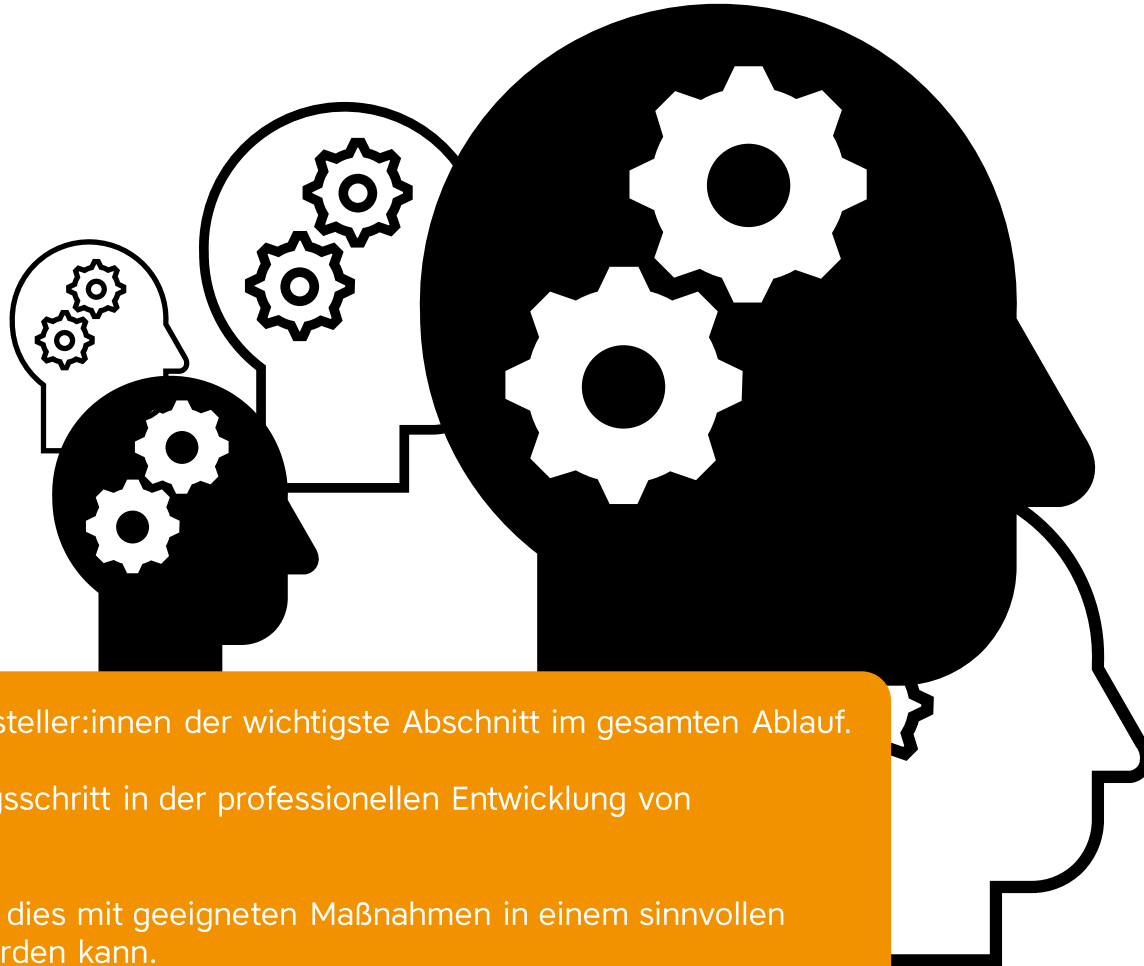 steller:innen der wichtigste Abschnitt im gesamten Ablauf.
gsschritt in der professionellen Entwicklung von
dies mit geeigneten Maßnahmen in einem sinnvollen
rden kann.